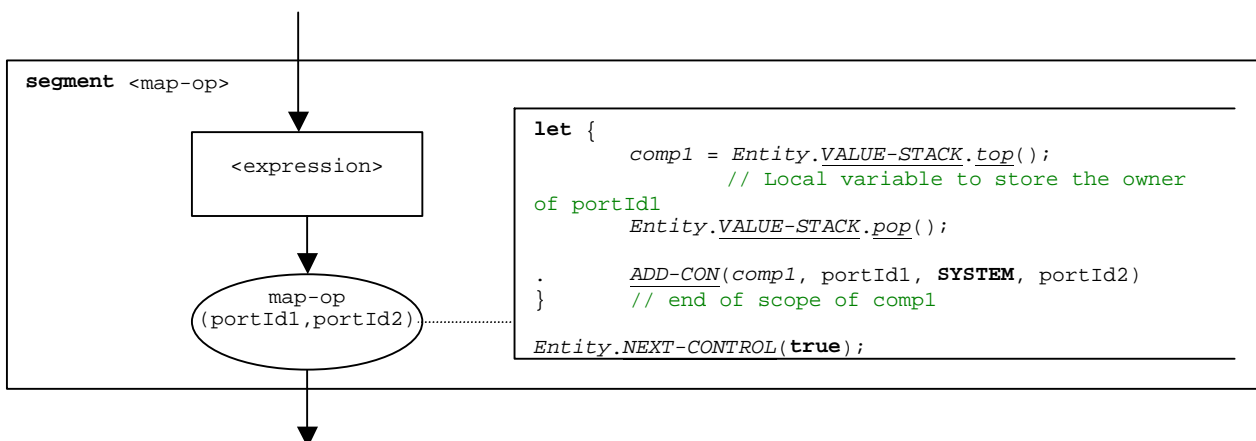 segment <map-op>
<expression>
map-op
(portId1,portId2)
let {
comp1 = Entity.VALUE-STACK.top();
// Local variable to store the owner
of portId1
Entity.VALUE-STACK.pop();
. ADD-CON(comp1, portId1, SYSTEM, portId2)
} // end of scope of comp1
Entity.NEXT-CONTROL(true);